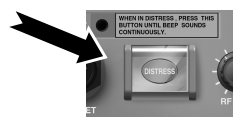 WHEN IN DISTRESS , PRESS THIS
BUTTON UNTIL BEEP SOUNDS
CONTINUOUSLY.
DISTRESS
ET
RF